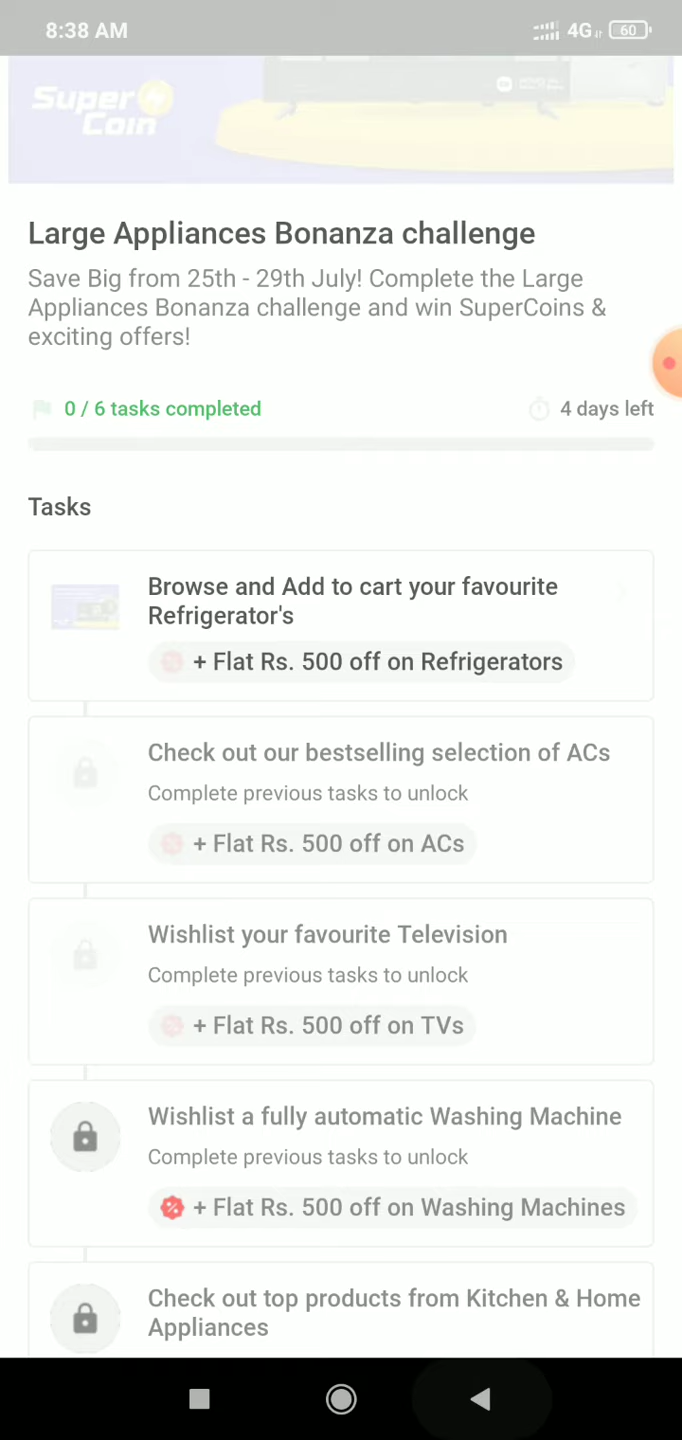 8:38 AM
4G
60
Super
Coin
Large Appliances Bonanza challenge
Save Big from 25th - 29th July! Complete the Large
Appliances Bonanza challenge and win SuperCoins &
exciting offers!
0 / 6 tasks completed
4 days left
Tasks
Browse and Add to cart your favourite
Refrigerator's
+ Flat Rs. 500 off on Refrigerators
Check out our bestselling selection of ACs
Complete previous tasks to unlock
+ Flat Rs. 500 off on ACs
Wishlist your favourite Television
Complete previous tasks to unlock
+ Flat Rs. 500 off on TVs
Wishlist a fully automatic Washing Machine
Complete previous tasks to unlock
+ Flat Rs. 500 off on Washing Machines
Check out top products from Kitchen & Home
Appliances